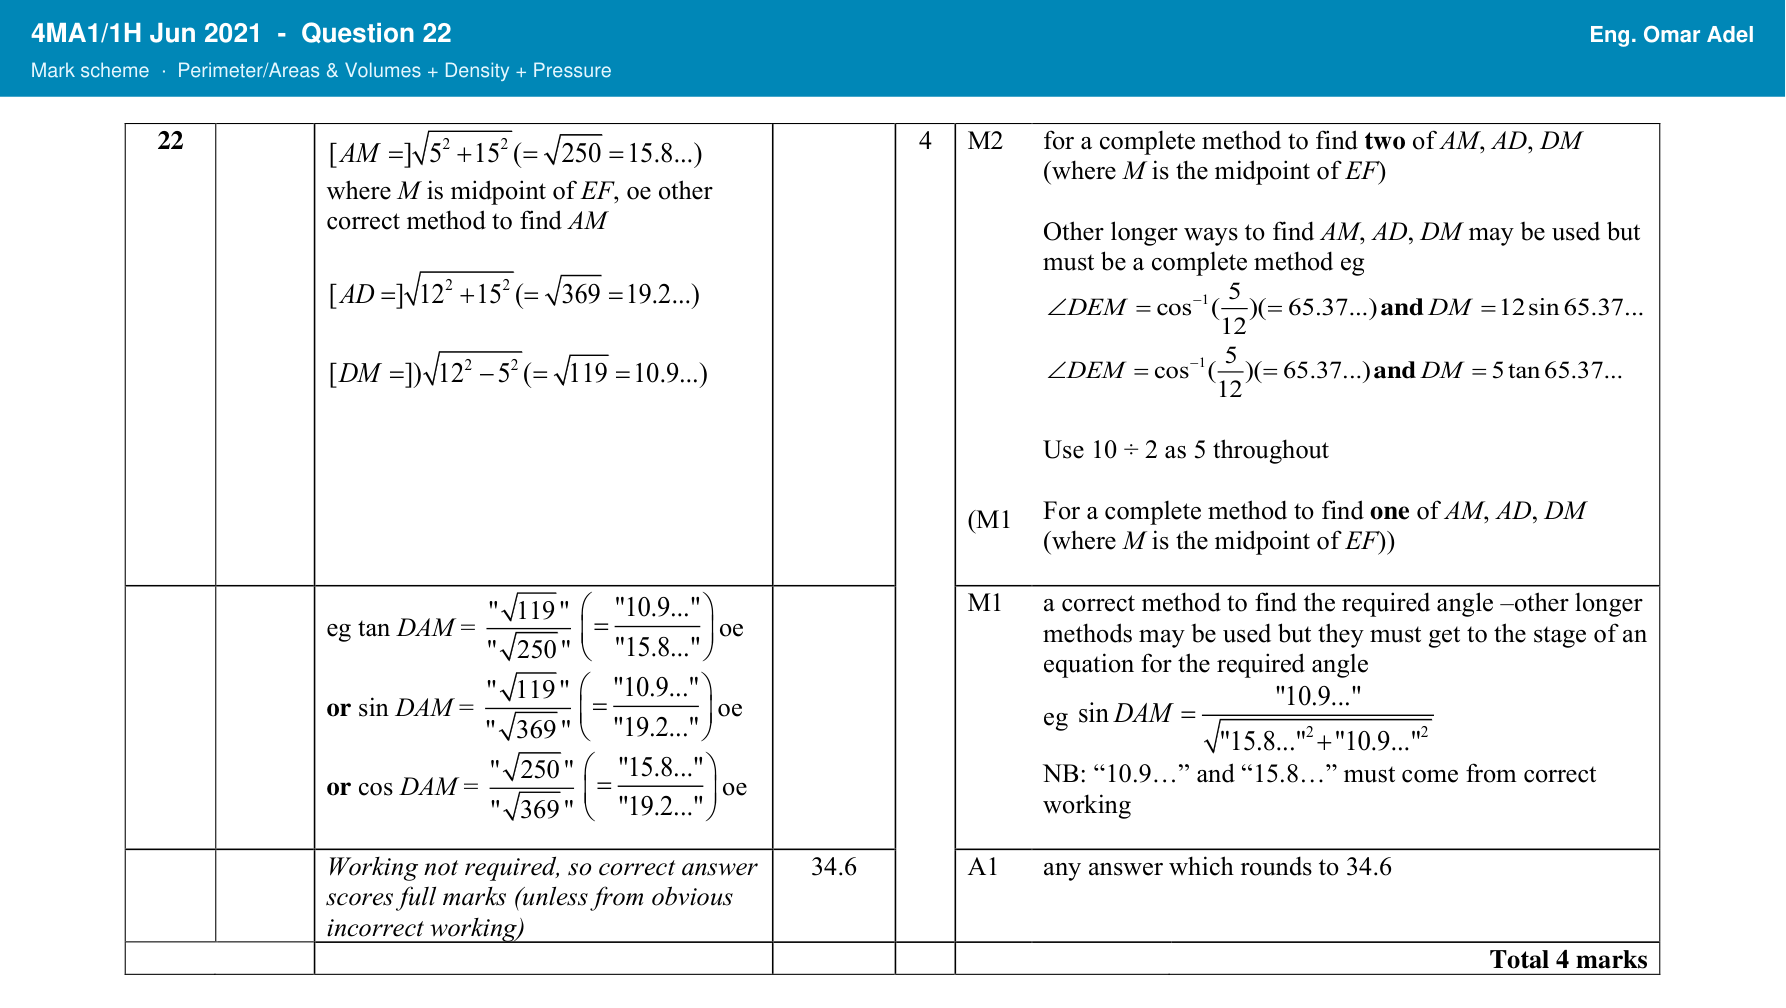 4MA1/1H Jun 2021 - Question 22
Eng. Omar Adel
Mark scheme · Perimeter/Areas & Volumes + Density + Pressure
22
[AM =]√(5² + 15²) (= √250 = 15.8...)
where M is midpoint of EF, oe other
correct method to find AM
[AD =]√(12² + 15²) (= √369 = 19.2...)
[DM =])√(12² − 5²) (= √119 = 10.9...)
4
M2 for a complete method to find two of AM, AD, DM
(where M is the midpoint of EF)
Other longer ways to find AM, AD, DM may be used but
must be a complete method eg
∠DEM = cos⁻¹(5/12)(= 65.37...) and DM = 12 sin 65.37...
∠DEM = cos⁻¹(5/12)(= 65.37...) and DM = 5 tan 65.37...
Use 10 ÷ 2 as 5 throughout
(M1 For a complete method to find one of AM, AD, DM
(where M is the midpoint of EF))
eg tan DAM = "√119"/"√250" (= "10.9..."/"15.8...") oe
or sin DAM = "√119"/"√369" (= "10.9..."/"19.2...") oe
or cos DAM = "√250"/"√369" (= "15.8..."/"19.2...") oe
M1 a correct method to find the required angle –other longer
methods may be used but they must get to the stage of an
equation for the required angle
eg sin DAM = "10.9..."/√("15.8..."² + "10.9..."²)
NB: “10.9…” and “15.8…” must come from correct
working
Working not required, so correct answer
scores full marks (unless from obvious
incorrect working)
34.6
A1 any answer which rounds to 34.6
Total 4 marks